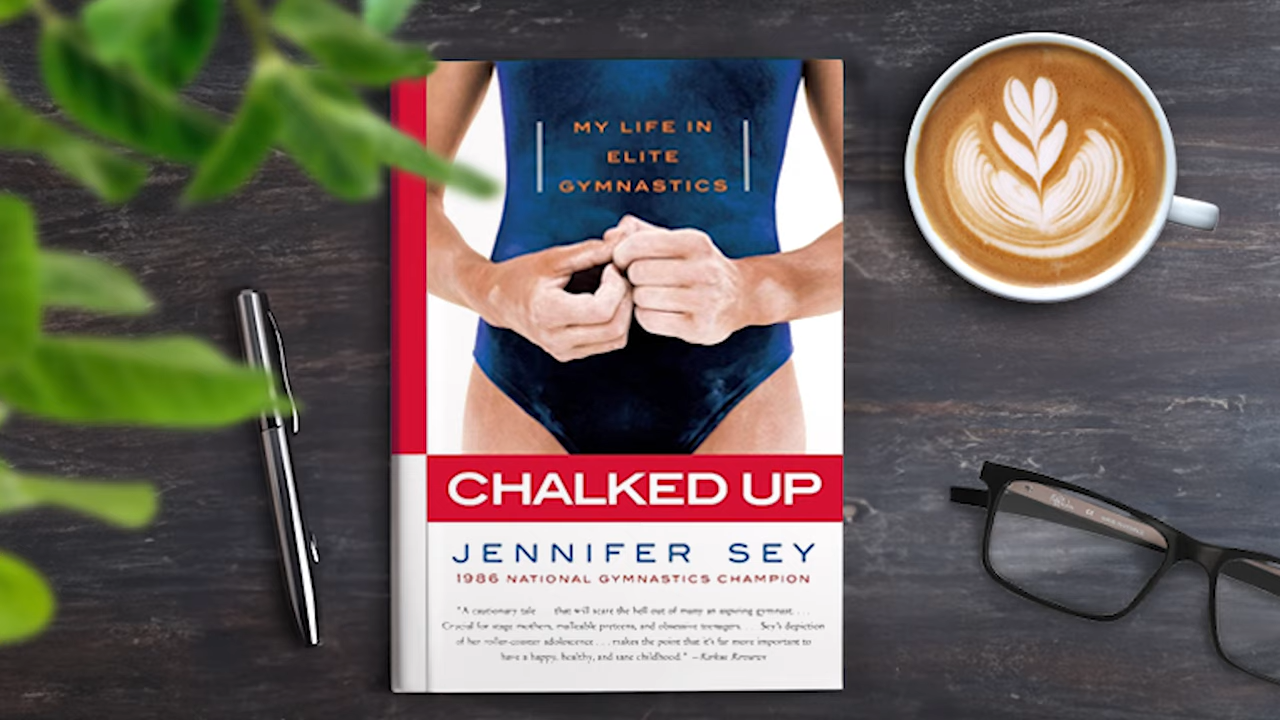 MY LIFE IN
ELITE
GYMNASTICS
CHALKED UP
JENNIFER SEY
1986 NATIONAL GYMNASTICS CHAMPION
"A cautionary tale . . . that will scare the hell out of many an aspiring gymnast. . . .
Crucial for stage mothers, malleable preteens, and obsessive teenagers. . . . Sey's depiction
of her roller-coaster adolescence . . . makes the point that it's far more important to
have a happy, healthy, and sane childhood." —Kirkus Reviews